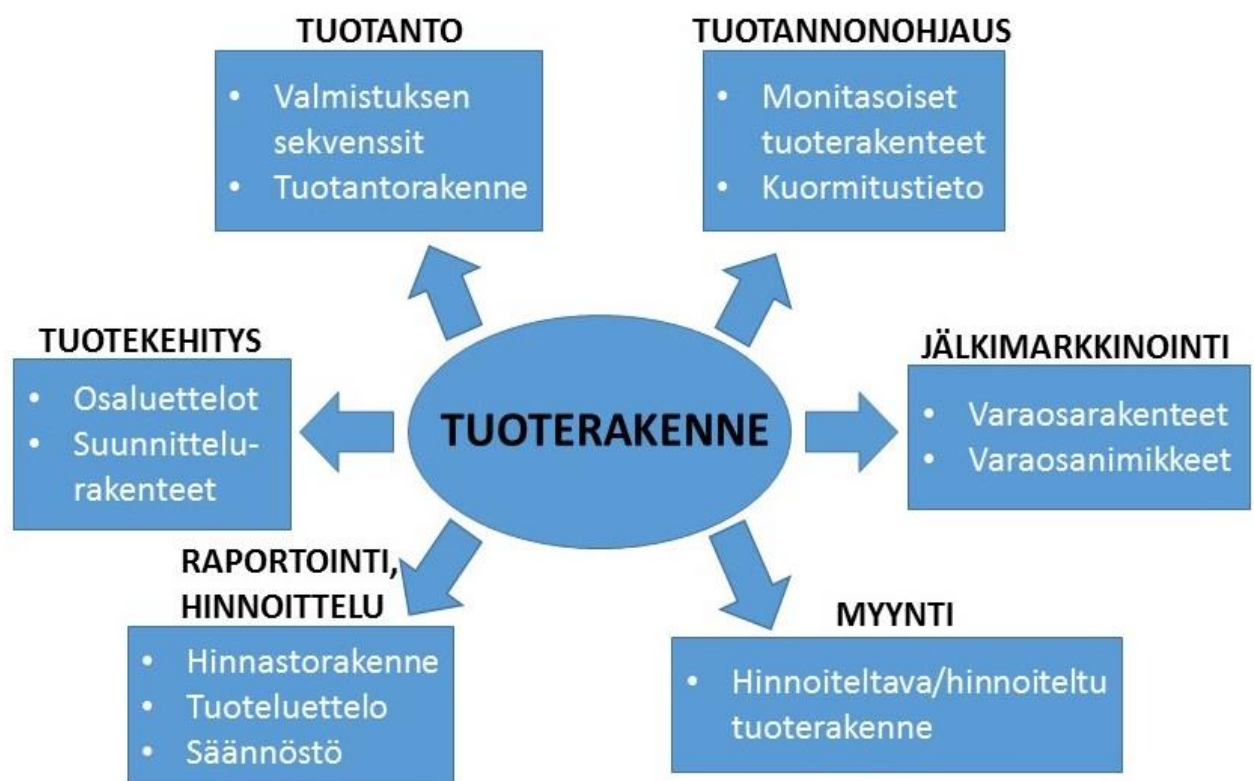 TUOTANTO
• Valmistuksen
sekvenssit
• Tuotantorakenne
TUOTANNONOHJAUS
• Monitasoiset
tuoterakenteet
• Kuormitustieto
TUOTEKEHITYS
• Osaluettelot
• Suunnittelu-
rakenteet
TUOTERAKENNE
JÄLKIMARKKINOINTI
• Varaosarakenteet
• Varaosanimikkeet
RAPORTOINTI,
HINNOITTELU
• Hinnastorakenne
• Tuoteluettelo
• Säännöstö
MYYNTI
• Hinnoiteltava/hinnoiteltu
tuoterakenne